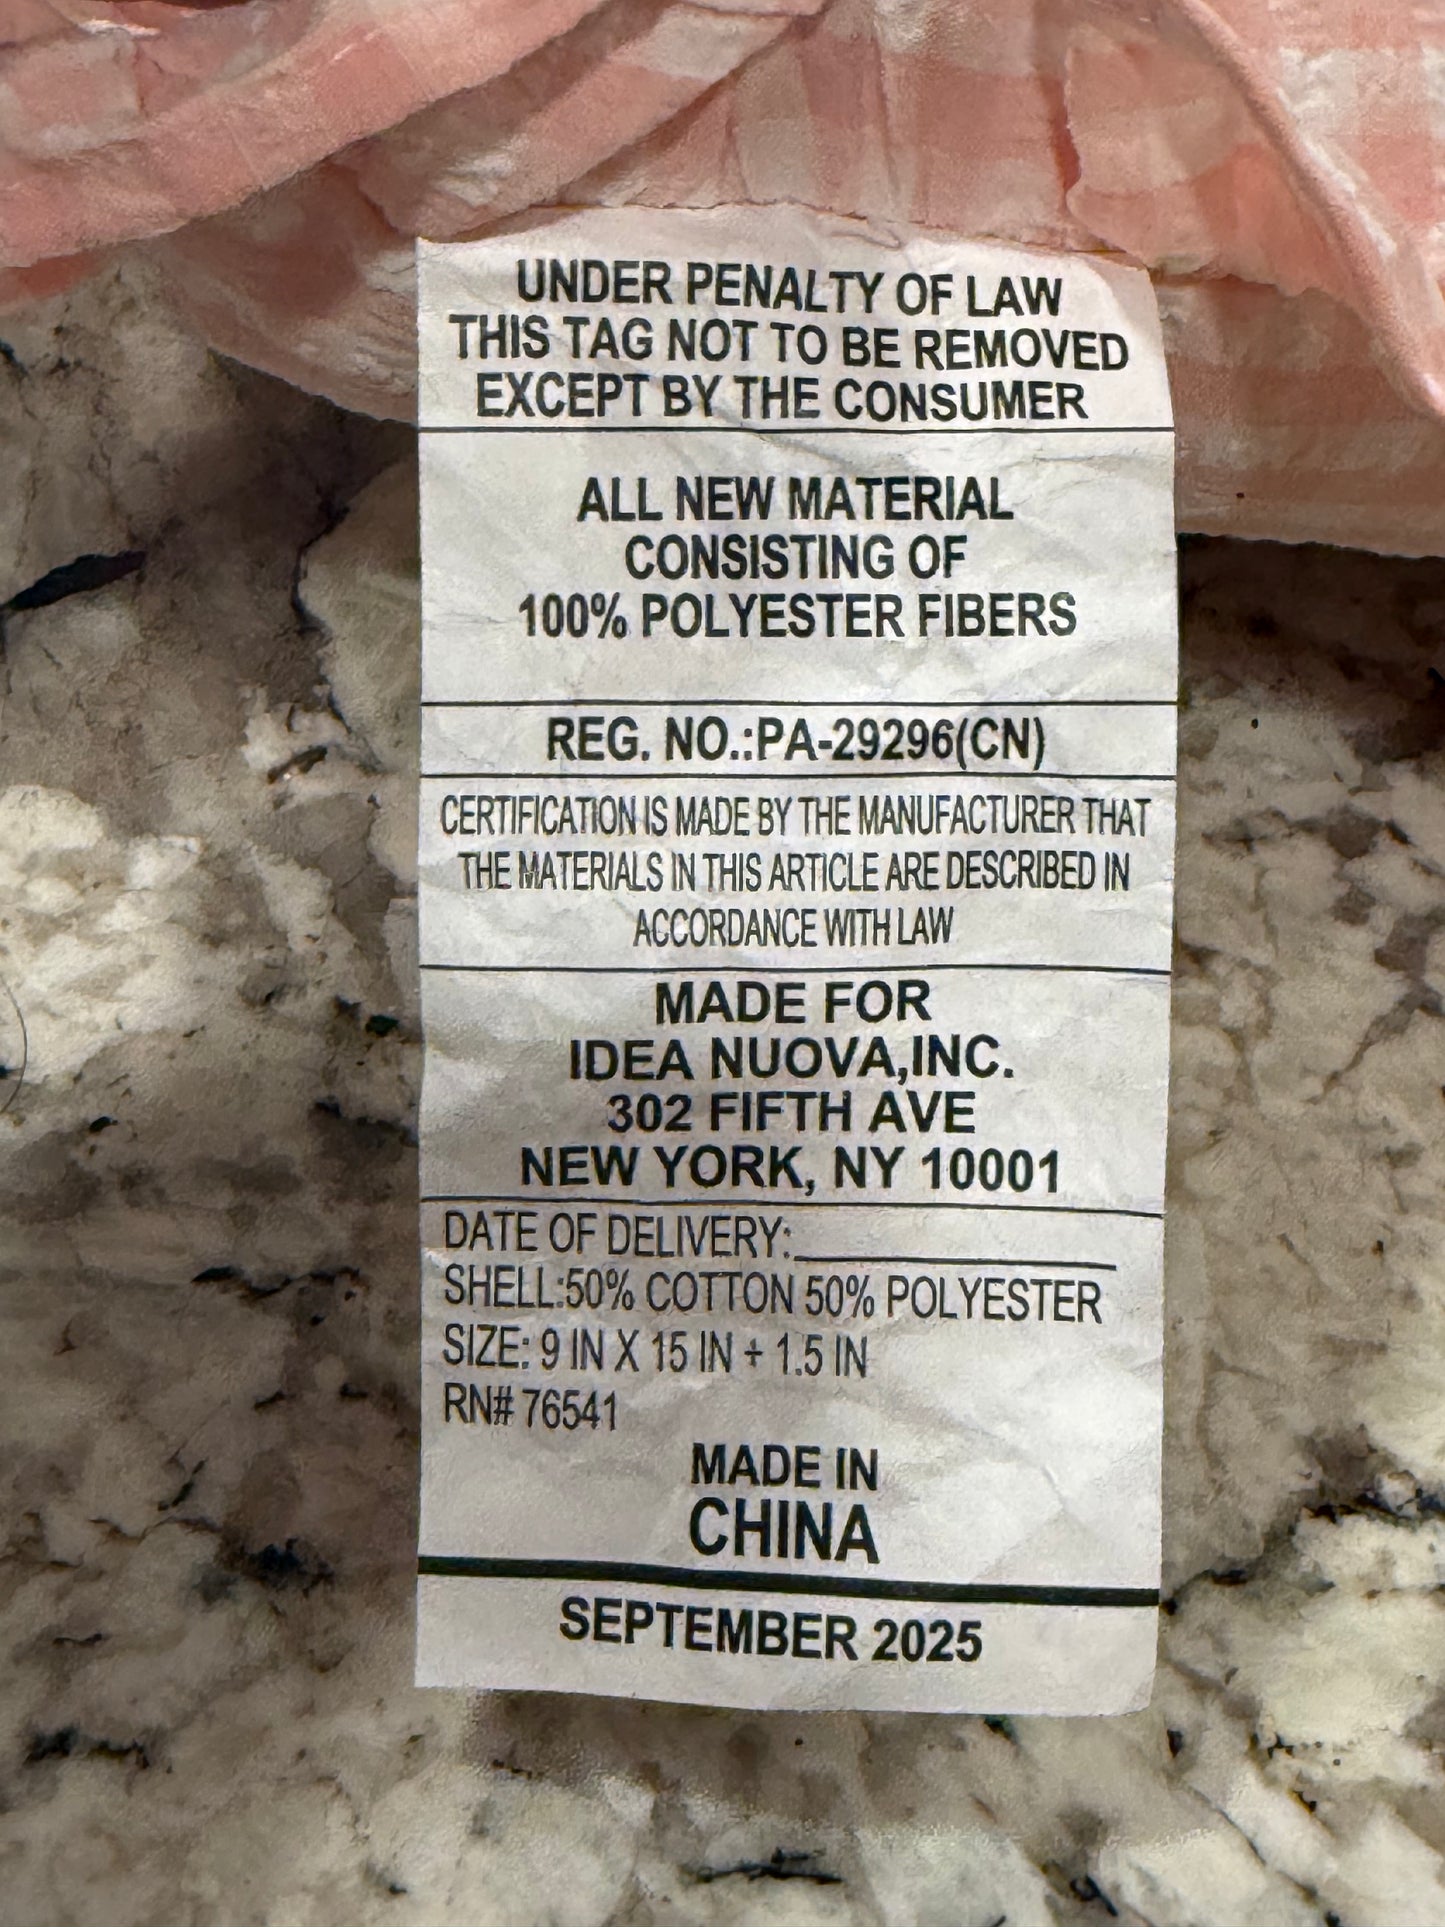 UNDER PENALTY OF LAW
THIS TAG NOT TO BE REMOVED
EXCEPT BY THE CONSUMER
ALL NEW MATERIAL
CONSISTING OF
100% POLYESTER FIBERS
REG. NO.:PA-29296(CN)
CERTIFICATION IS MADE BY THE MANUFACTURER THAT
THE MATERIALS IN THIS ARTICLE ARE DESCRIBED IN
ACCORDANCE WITH LAW
MADE FOR
IDEA NUOVA,INC.
302 FIFTH AVE
NEW YORK, NY 10001
DATE OF DELIVERY:____________
SHELL:50% COTTON 50% POLYESTER
SIZE: 9 IN X 15 IN + 1.5 IN
RN# 76541
MADE IN
CHINA
SEPTEMBER 2025